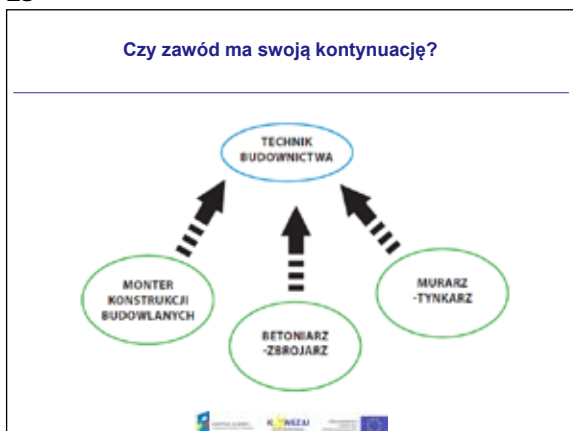 Czy zawód ma swoją kontynuację?
TECHNIK
BUDOWNICTWA
MONTER
KONSTRUKCJI
BUDOWLANYCH
BETONIARZ
-ZBROJARZ
MURARZ
-TYNKARZ